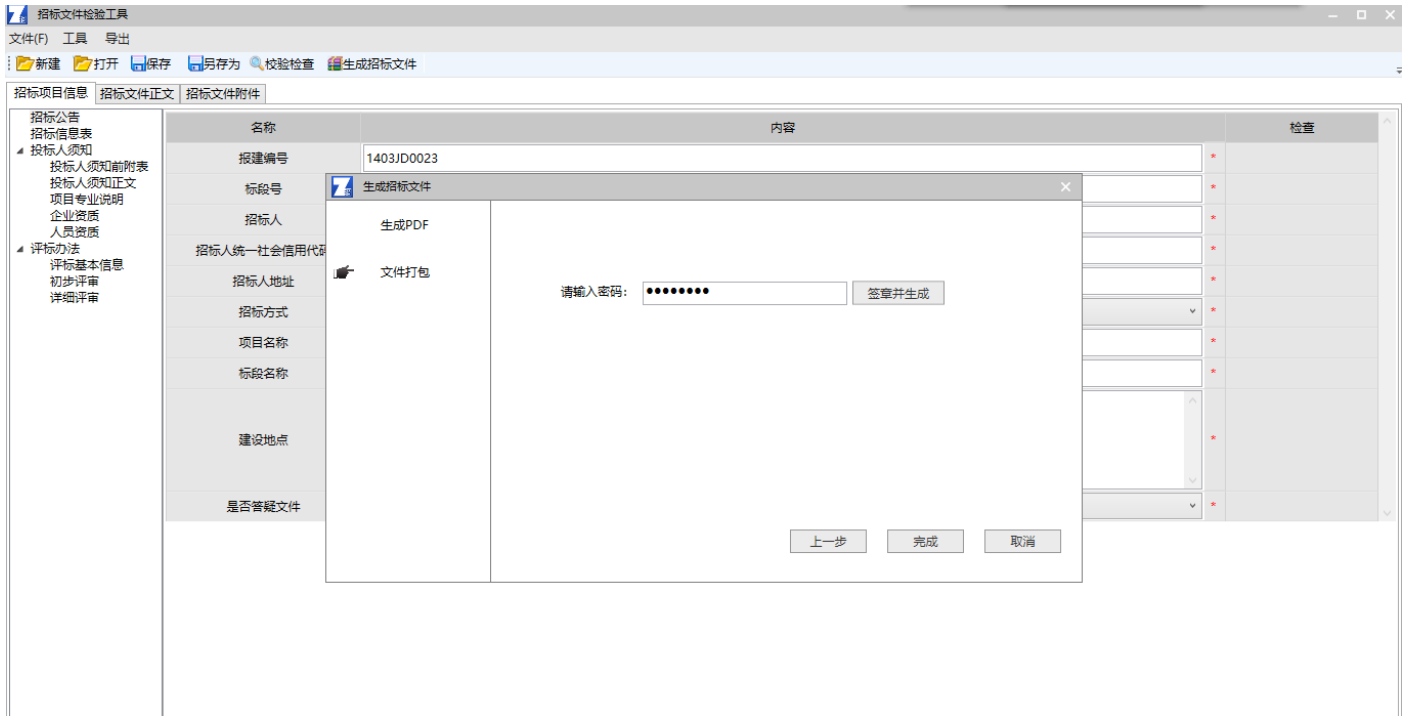 招标文件检验工具
文件(F) 工具 导出
新建 打开 保存 另存为 校验检查 生成招标文件
招标项目信息 招标文件正文 招标文件附件
招标公告
招标信息表
投标人须知
投标人须知前附表
投标人须知正文
项目专业说明
企业资质
人员资质
评标办法
评标基本信息
初步评审
详细评审
名称 内容 检查
报建编号 1403JD0023 *
标段号 *
招标人 *
招标人统一社会信用代码 *
招标人地址 *
招标方式 *
项目名称 *
标段名称 *
建设地点 *
是否答疑文件 *
生成招标文件
生成PDF
文件打包
请输入密码： ●●●●●●●● 签章并生成
上一步 完成 取消